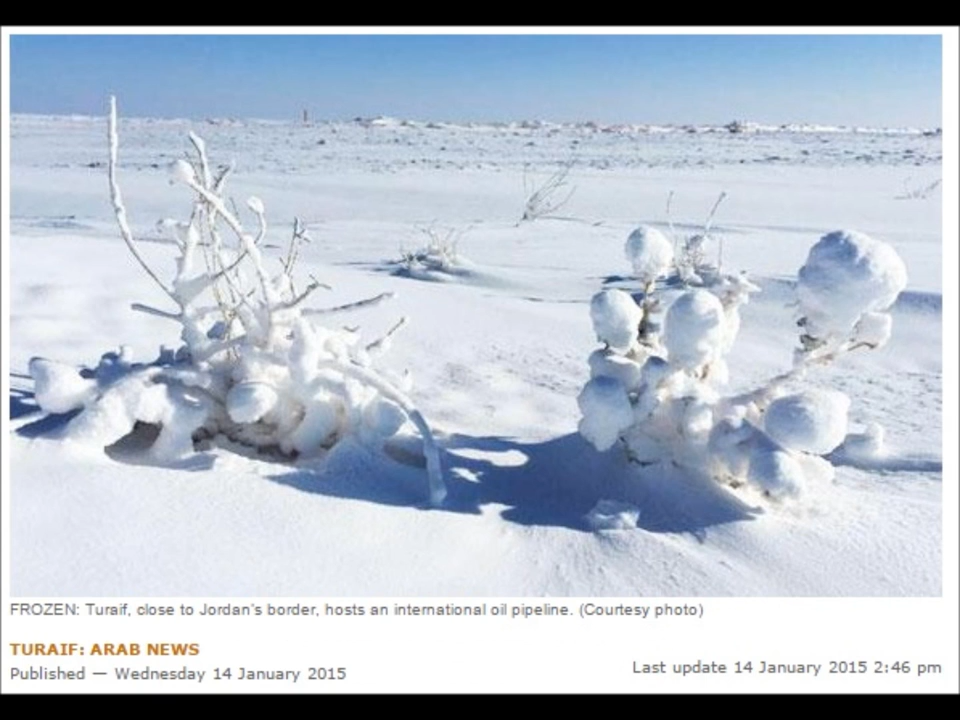 FROZEN: Turaif, close to Jordan's border, hosts an international oil pipeline. (Courtesy photo)
TURAIF: ARAB NEWS
Published — Wednesday 14 January 2015
Last update 14 January 2015 2:46 pm